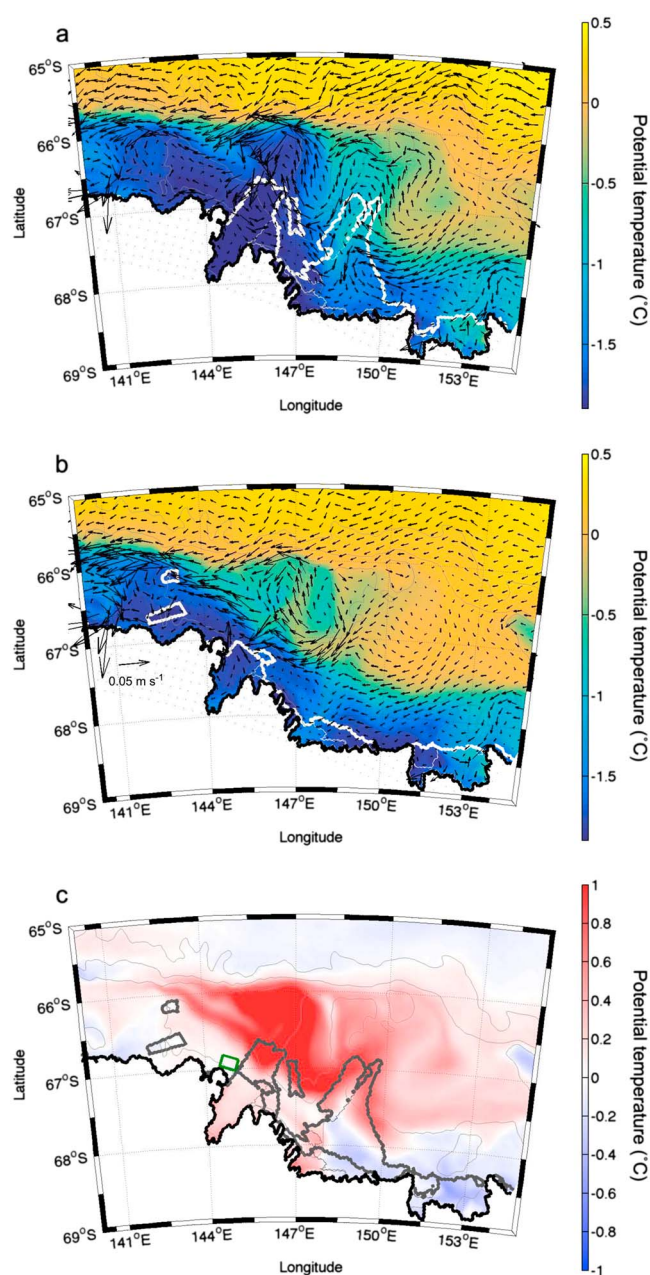 a
65°S
66°S
67°S
68°S
69°S
Latitude
141°E
144°E
147°E
150°E
153°E
Longitude
0.5
0
-0.5
-1
-1.5
Potential temperature (°C)
b
65°S
66°S
67°S
68°S
69°S
Latitude
0.05 m s⁻¹
141°E
144°E
147°E
150°E
153°E
Longitude
0.5
0
-0.5
-1
-1.5
Potential temperature (°C)
c
65°S
66°S
67°S
68°S
69°S
Latitude
141°E
144°E
147°E
150°E
153°E
Longitude
1
0.8
0.6
0.4
0.2
0
-0.2
-0.4
-0.6
-0.8
-1
Potential temperature (°C)